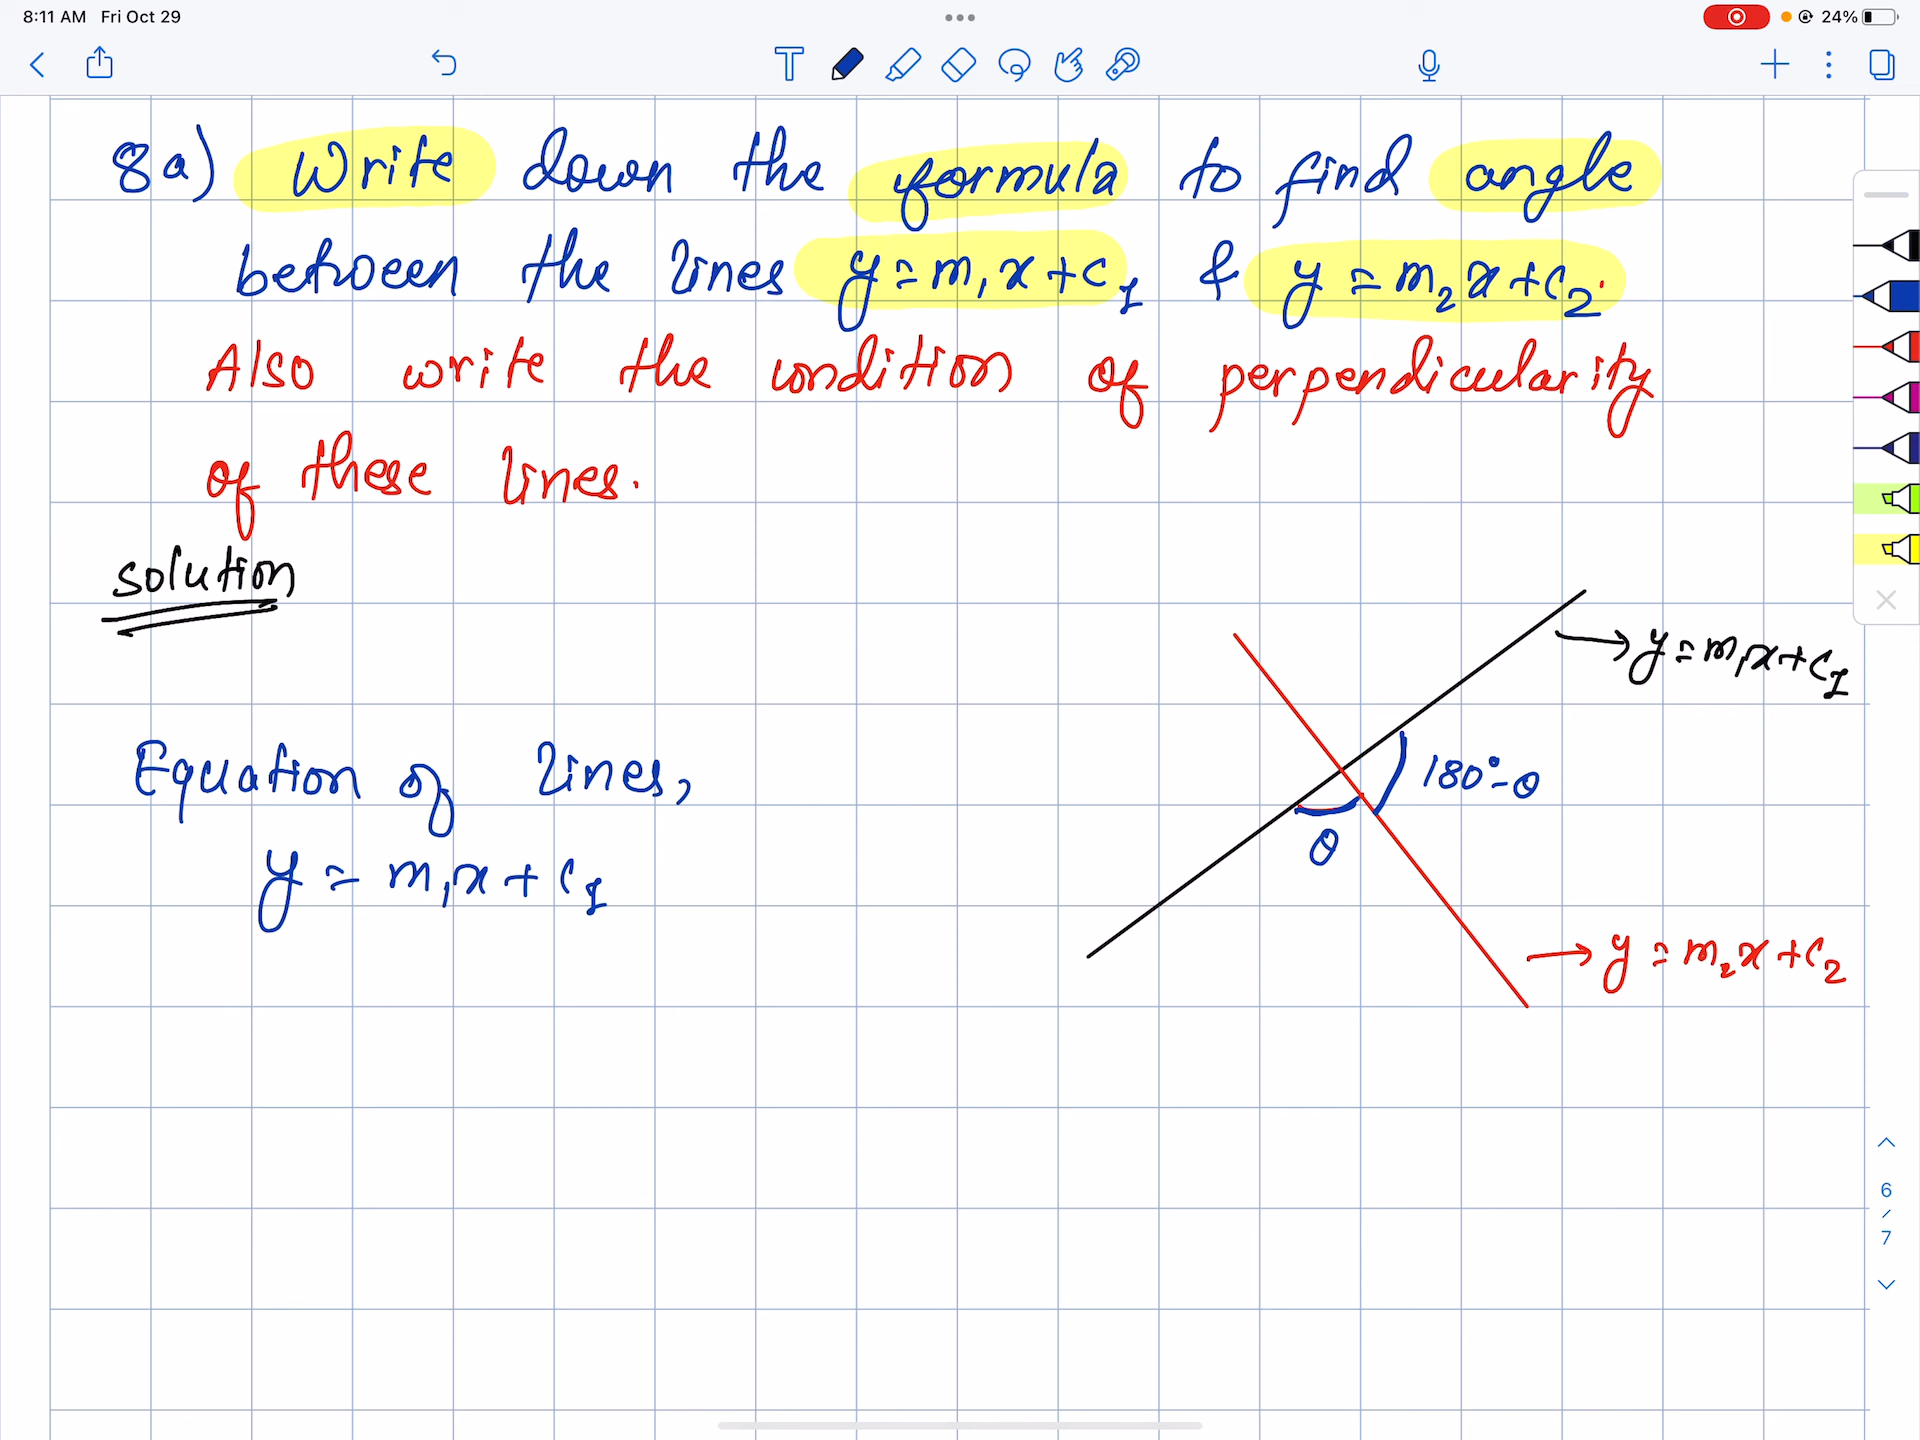 8:11 AM Fri Oct 29
24%
8a) Write down the formula to find angle
between the lines y = m₁x + c₁ & y = m₂x + c₂.
Also write the condition of perpendicularity
of these lines.
solution
y = m₁x + c₁
Equation of lines,
180° - θ
θ
y = m₁x + c₁
y = m₂x + c₂
6
/
7